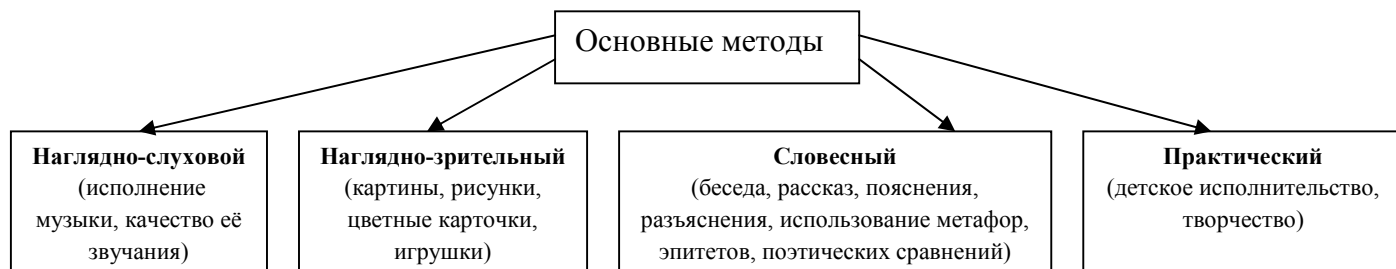 Основные методы
Наглядно-слуховой
(исполнение
музыки, качество её
звучания)
Наглядно-зрительный
(картины, рисунки,
цветные карточки,
игрушки)
Словесный
(беседа, рассказ, пояснения,
разъяснения, использование метафор,
эпитетов, поэтических сравнений)
Практический
(детское исполнительство,
творчество)